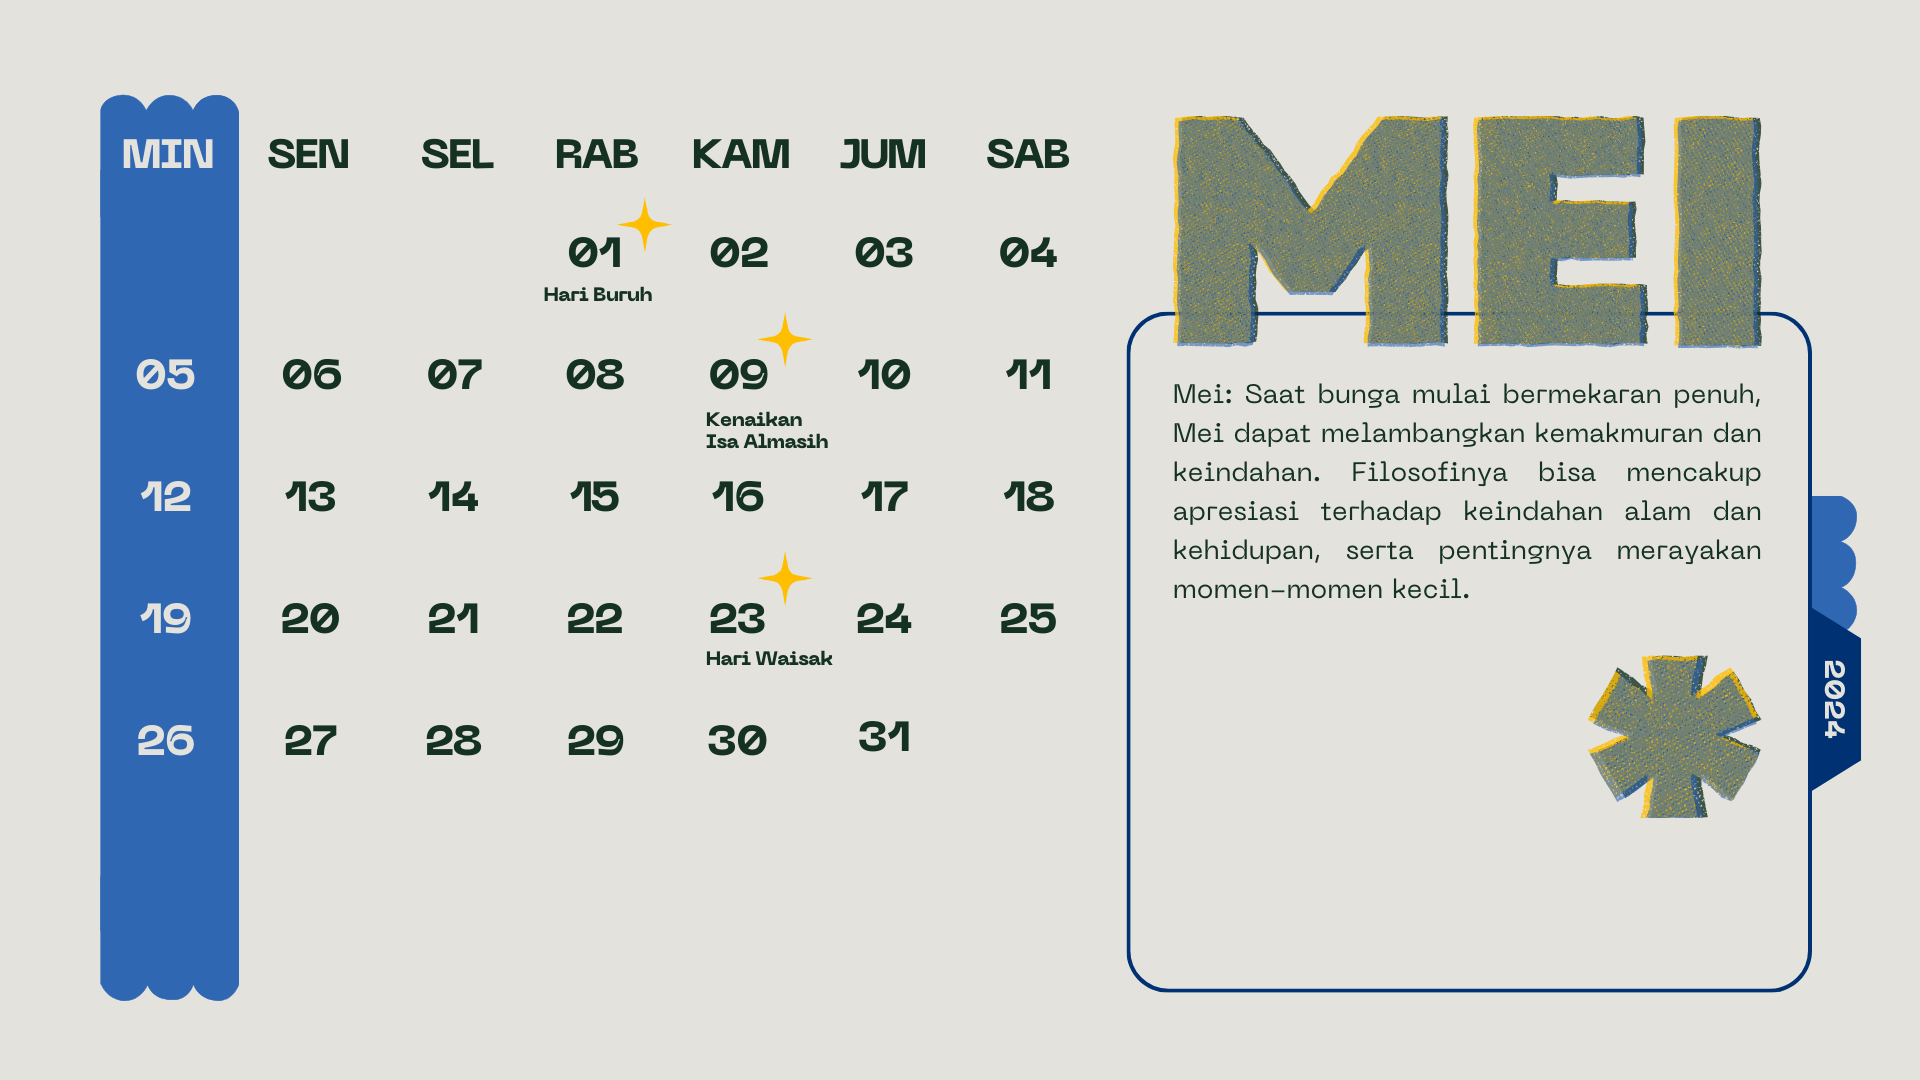 MIN SEN SEL RAB KAM JUM SAB
01 02 03 04
Hari Buruh
05 06 07 08 09 10 11
Kenaikan
Isa Almasih
12 13 14 15 16 17 18
19 20 21 22 23 24 25
Hari Waisak
26 27 28 29 30 31
MEI
Mei: Saat bunga mulai bermekaran penuh,
Mei dapat melambangkan kemakmuran dan
keindahan. Filosofinya bisa mencakup
apresiasi terhadap keindahan alam dan
kehidupan, serta pentingnya merayakan
momen-momen kecil.
2024